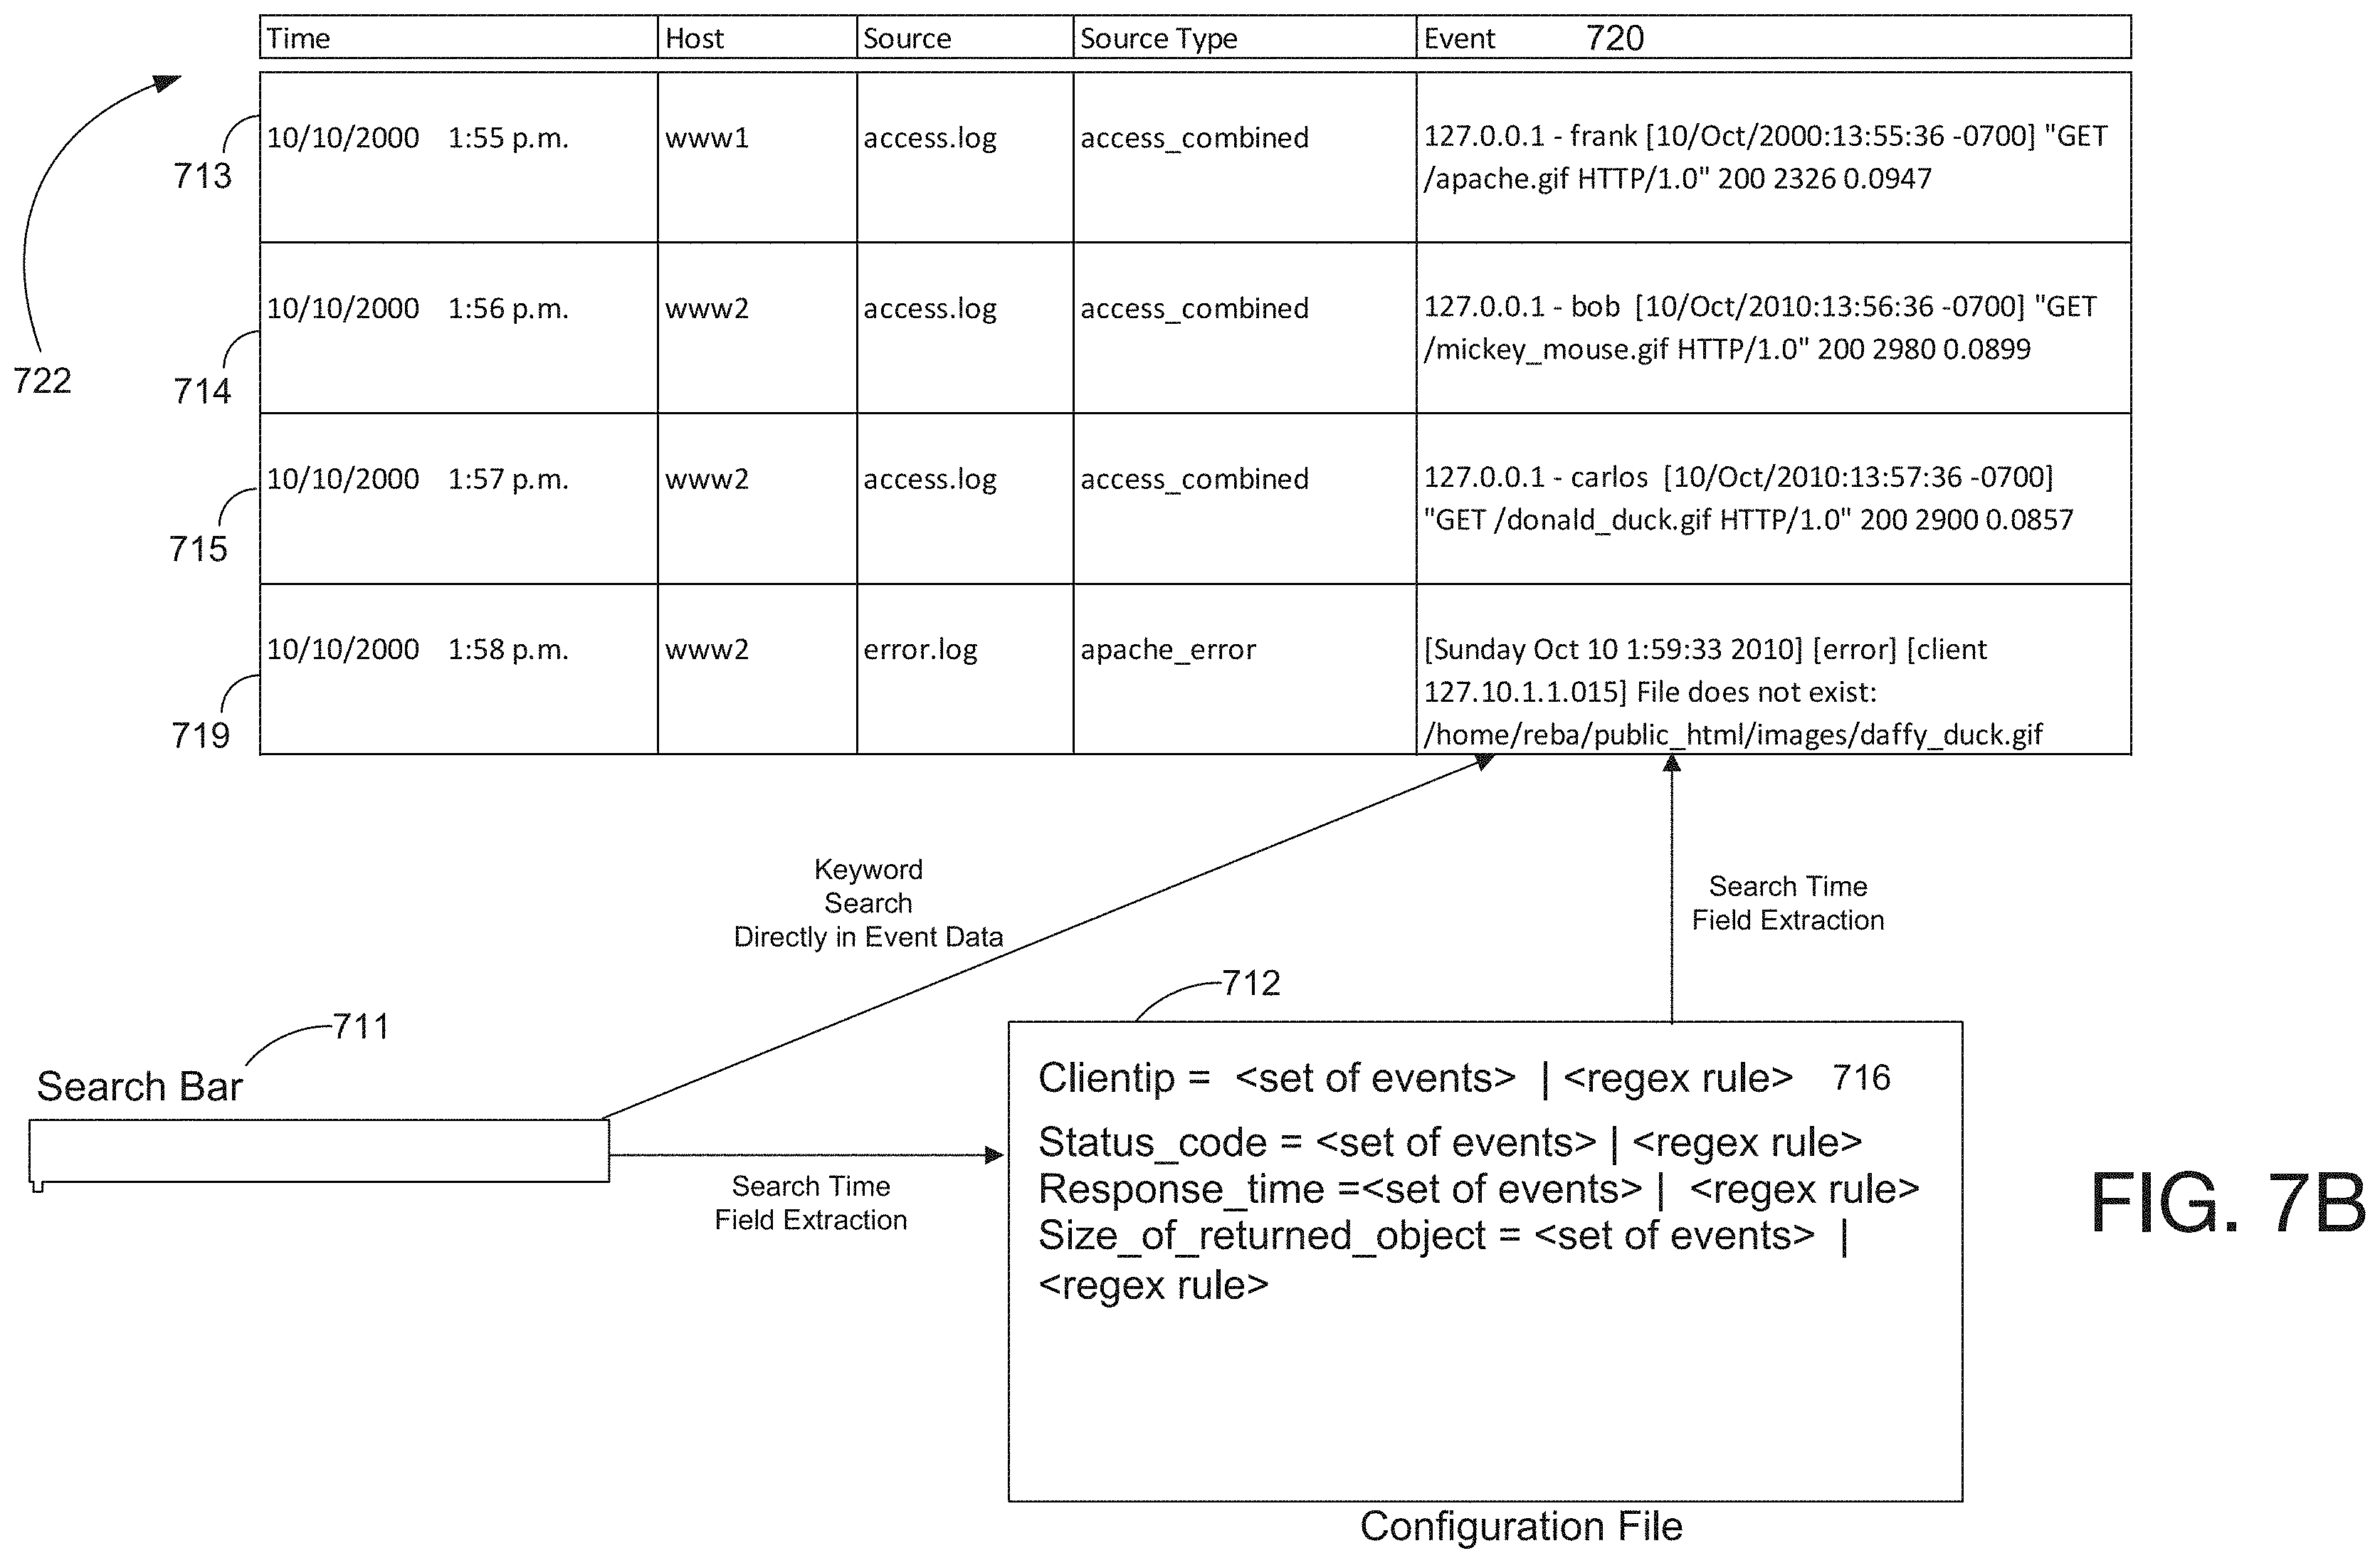 Time Host Source Source Type Event 720
713 10/10/2000 1:55 p.m. www1 access.log access_combined 127.0.0.1 - frank [10/Oct/2000:13:55:36 -0700] "GET
/apache.gif HTTP/1.0" 200 2326 0.0947
722
714 10/10/2000 1:56 p.m. www2 access.log access_combined 127.0.0.1 - bob [10/Oct/2010:13:56:36 -0700] "GET
/mickey_mouse.gif HTTP/1.0" 200 2980 0.0899
715 10/10/2000 1:57 p.m. www2 access.log access_combined 127.0.0.1 - carlos [10/Oct/2010:13:57:36 -0700]
"GET /donald_duck.gif HTTP/1.0" 200 2900 0.0857
719 10/10/2000 1:58 p.m. www2 error.log apache_error [Sunday Oct 10 1:59:33 2010] [error] [client
127.10.1.1.015] File does not exist:
/home/reba/public_html/images/daffy_duck.gif
Keyword
Search
Directly in Event Data
Search Time
Field Extraction
711
Search Bar
Search Time
Field Extraction
712
Clientip = <set of events> | <regex rule> 716
Status_code = <set of events> | <regex rule>
Response_time =<set of events> | <regex rule>
Size_of_returned_object = <set of events> |
<regex rule>
Configuration File
FIG. 7B